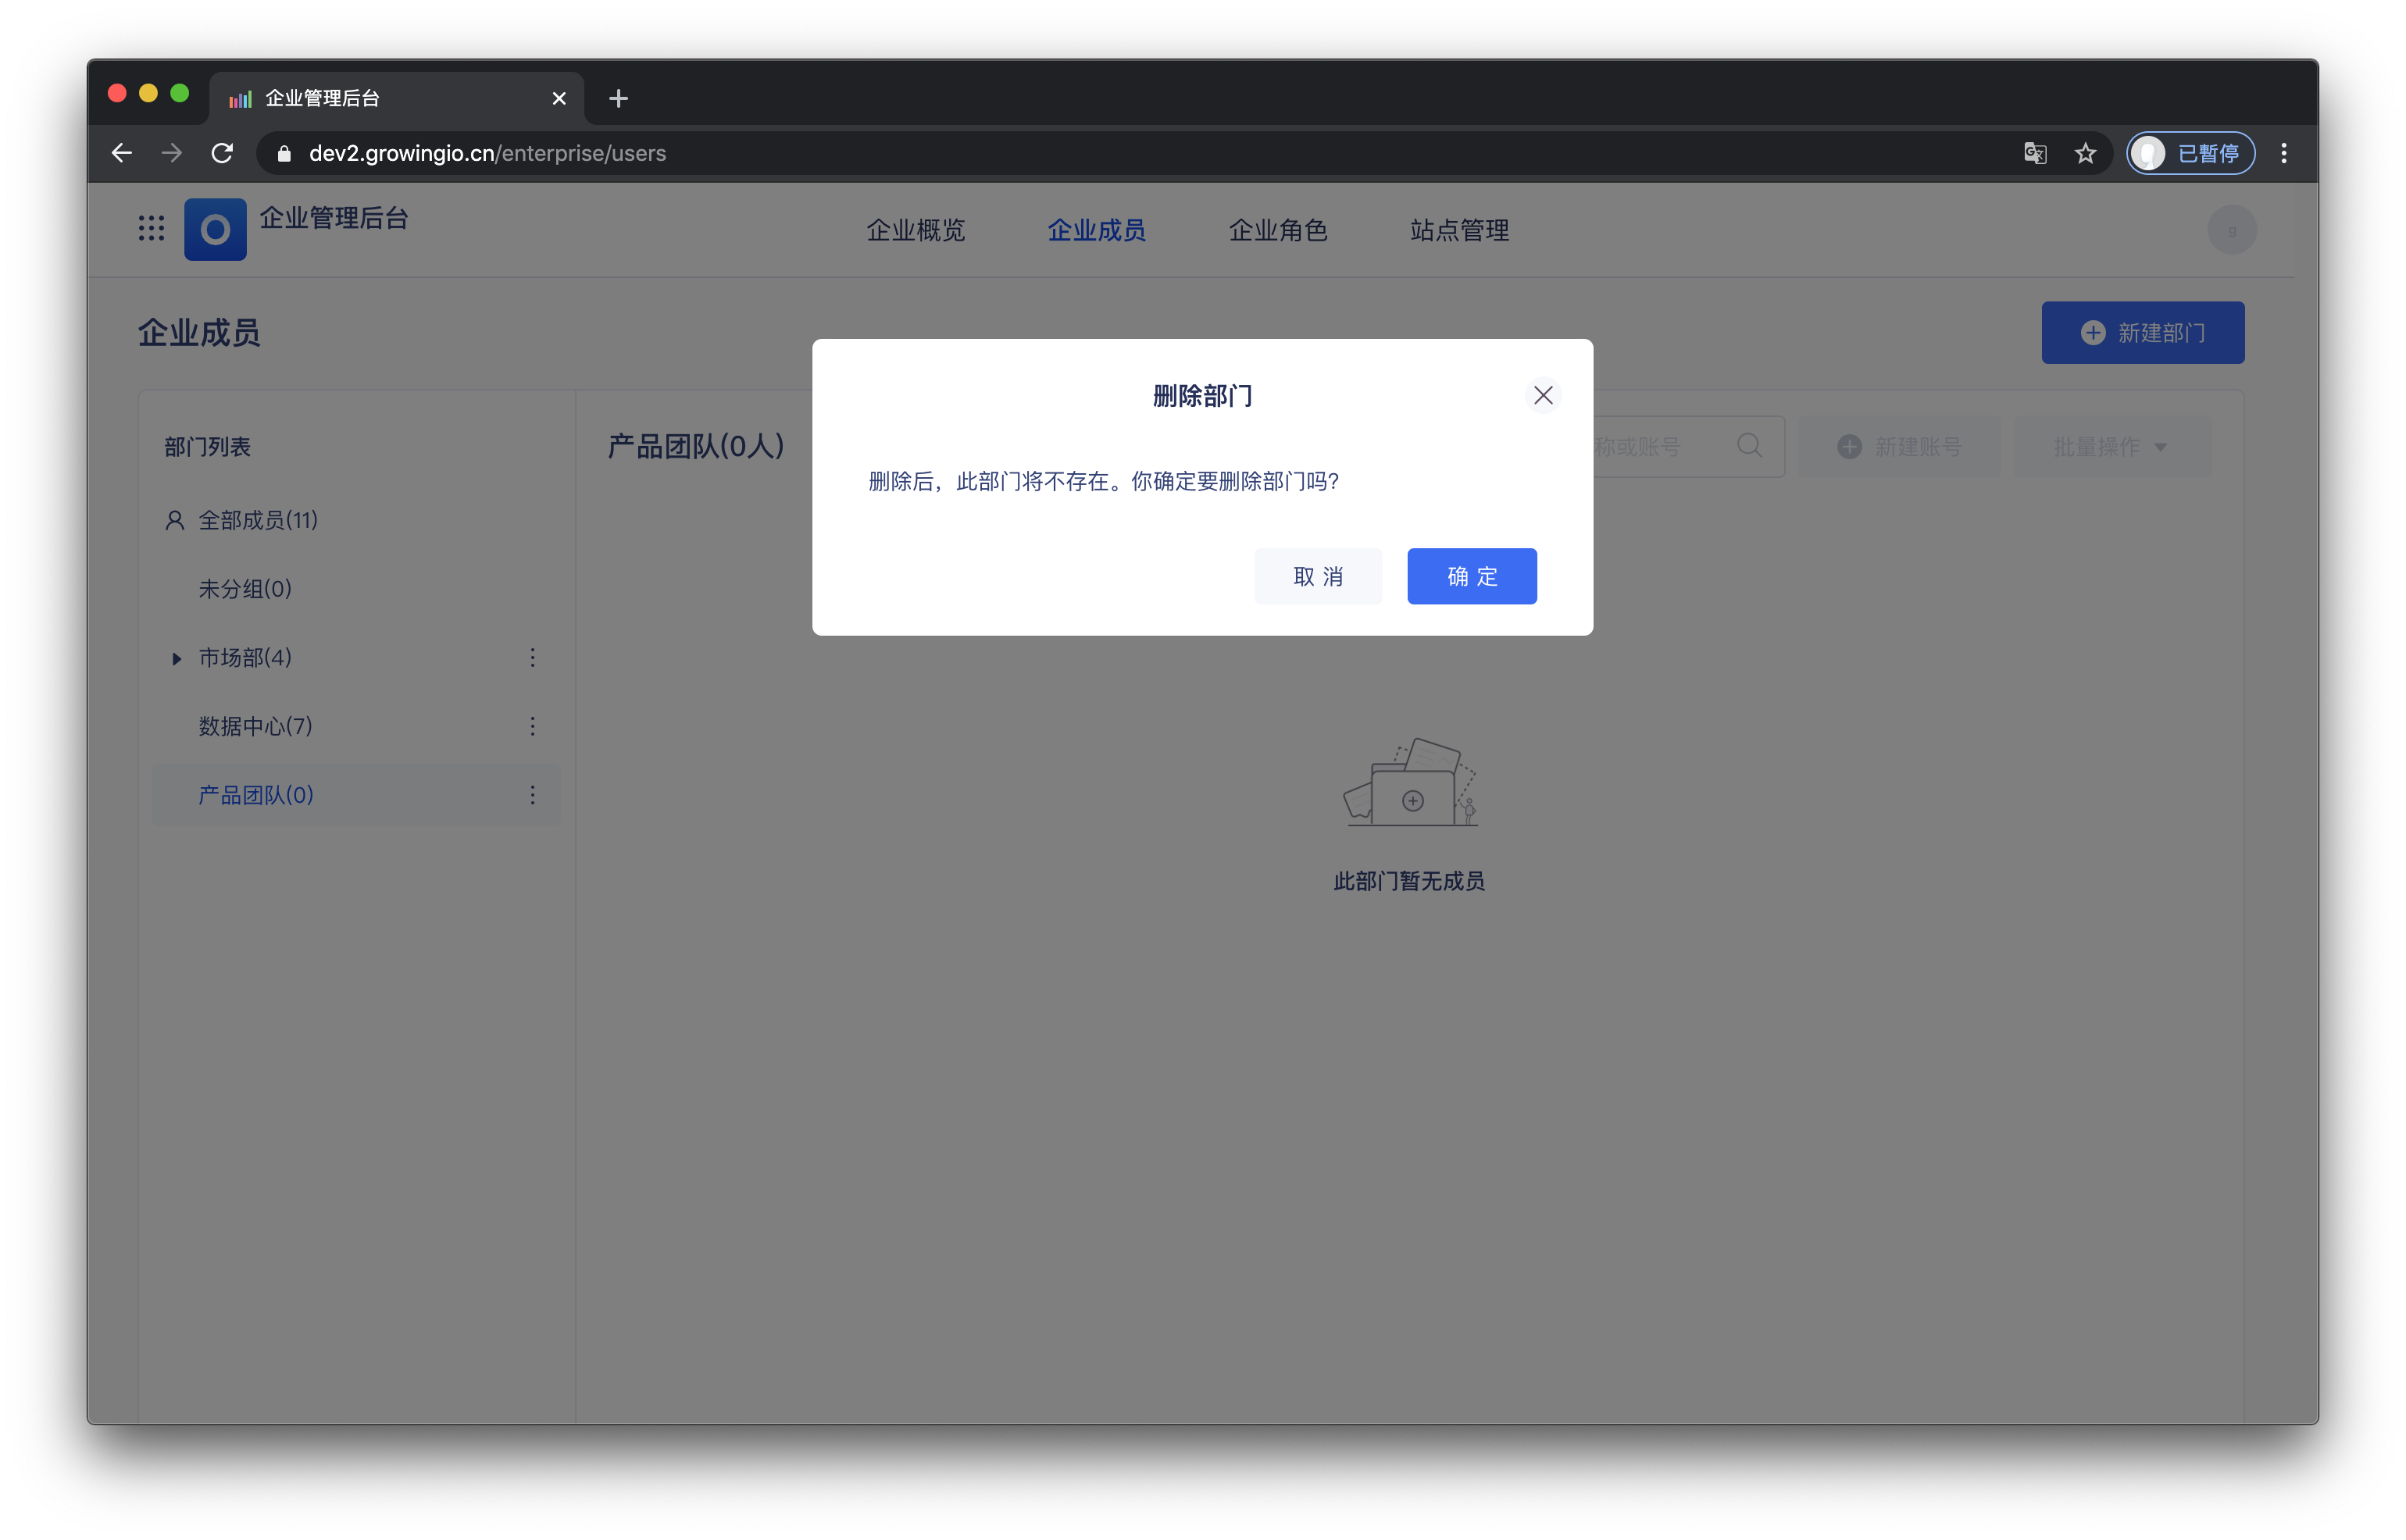 企业管理后台
dev2.growingio.cn/enterprise/users
已暂停
企业管理后台
企业概览
企业成员
企业角色
站点管理
g
企业成员
新建部门
部门列表
全部成员(11)
未分组(0)
市场部(4)
数据中心(7)
产品团队(0)
产品团队(0人)
称或账号
新建账号
批量操作
删除部门
删除后，此部门将不存在。你确定要删除部门吗?
取 消
确 定
此部门暂无成员